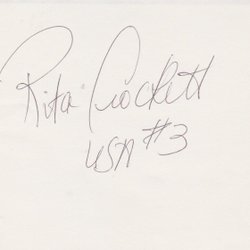 "Rita" Crockett
USA #3